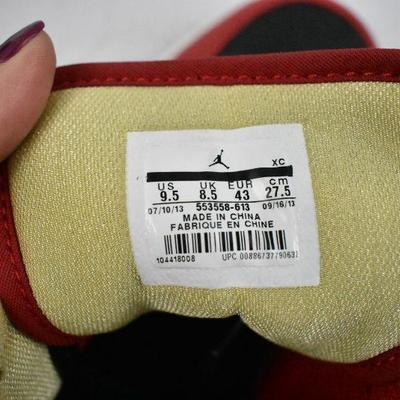 XC
US UK EUR cm
9.5 8.5 43 27.5
07/10/13 553558-613 09/16/13
MADE IN CHINA
FABRIQUE EN CHINE
104418008 UPC